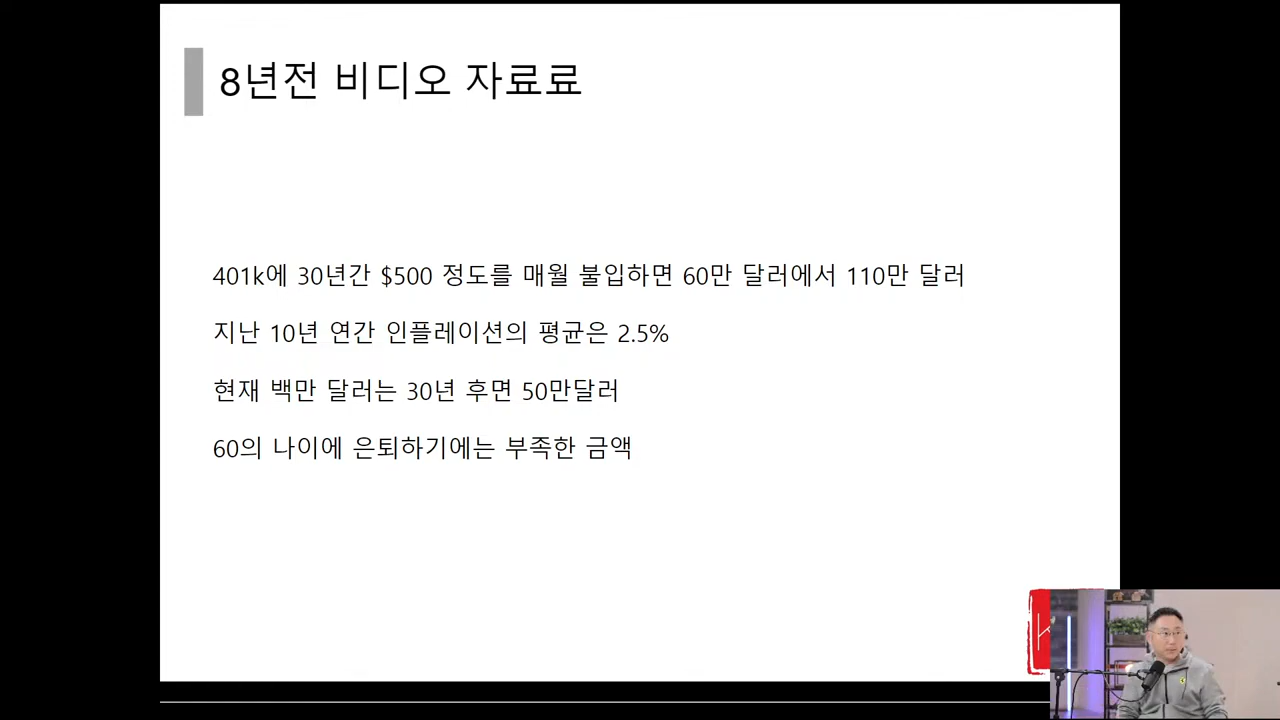 8년전 비디오 자료료
401k에 30년간 $500 정도를 매월 불입하면 60만 달러에서 110만 달러
지난 10년 연간 인플레이션의 평균은 2.5%
현재 백만 달러는 30년 후면 50만달러
60의 나이에 은퇴하기에는 부족한 금액